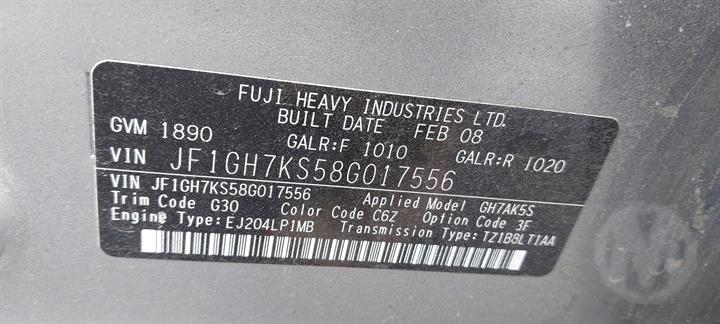 FUJI HEAVY INDUSTRIES LTD.
BUILT DATE FEB 08
GVM 1890 GALR:F 1010 GALR:R 1020
VIN JF1GH7KS58G017556
VIN JF1GH7KS58G017556 Applied Model GH7AK5S
Trim Code G30 Color Code C6Z Option Code 3F
Engine Type:EJ204LP1MB Transmission Type:TZ1B8LT1AA